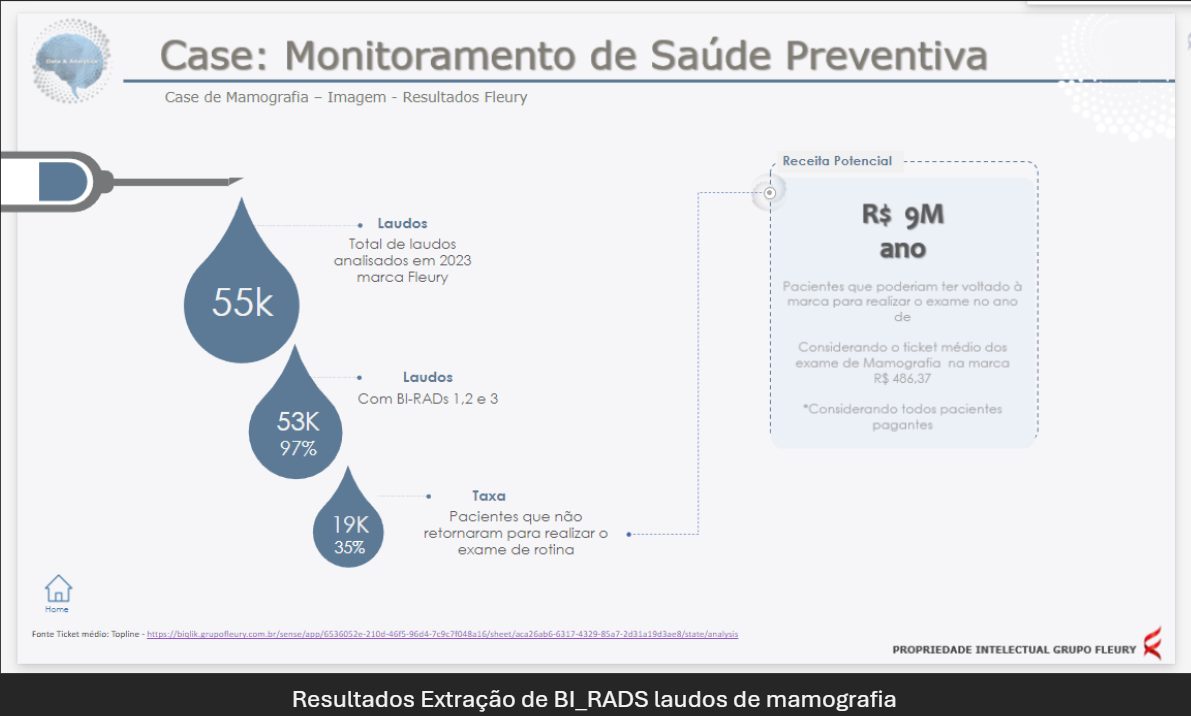 Data & Analytics
Case: Monitoramento de Saúde Preventiva
Case de Mamografia – Imagem - Resultados Fleury
55k
Laudos
Total de laudos
analisados em 2023
marca Fleury
53K
97%
Laudos
Com BI-RADs 1,2 e 3
19K
35%
Taxa
Pacientes que não
retornaram para realizar o
exame de rotina
Receita Potencial
R$ 9M
ano
Pacientes que poderiam ter voltado à
marca para realizar o exame no ano
de
Considerando o ticket médio dos
exame de Mamografia na marca
R$ 486,37
*Considerando todos pacientes
pagantes
Home
Fonte Ticket médio: Topline - https://biqlik.grupofleury.com.br/sense/app/6536052e-210d-46f5-96d4-7c9c7f048a16/sheet/aca26ab6-6317-4329-85a7-2d31a19d3ae8/state/analysis
PROPRIEDADE INTELECTUAL GRUPO FLEURY
Resultados Extração de BI_RADS laudos de mamografia